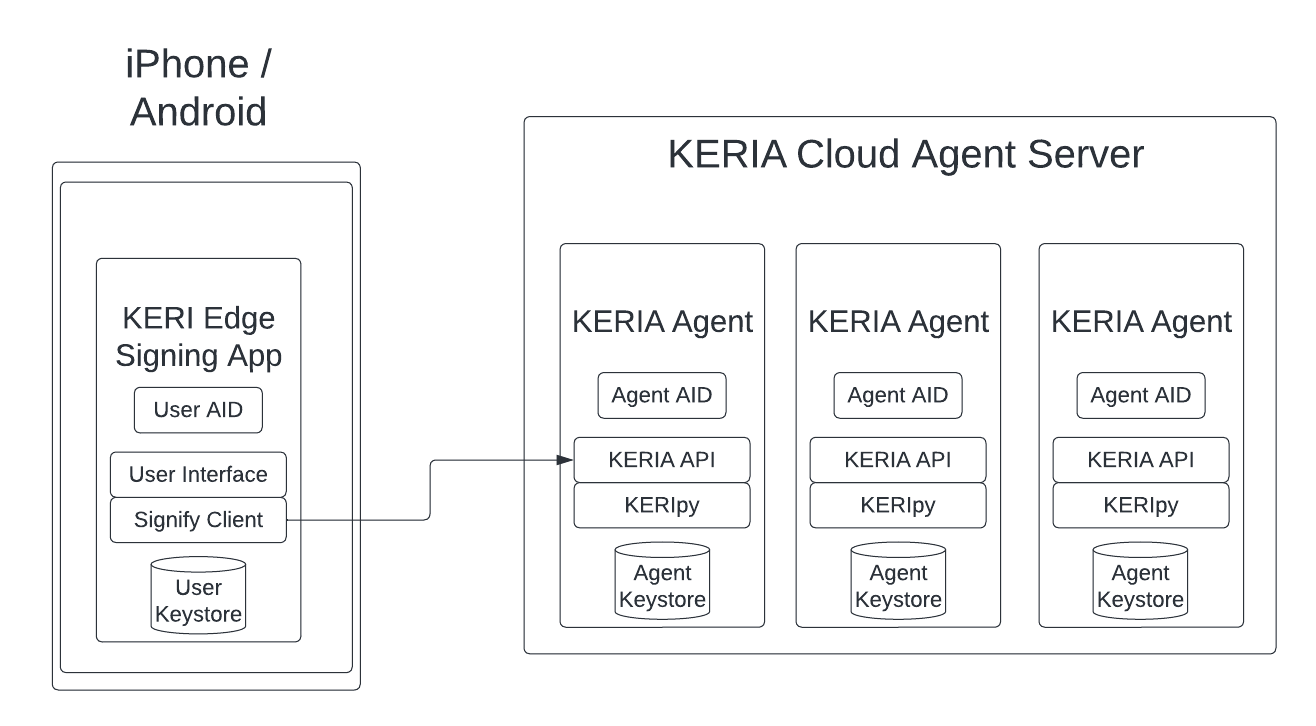 iPhone /
Android
KERI Edge
Signing App
User AID
User Interface
Signify Client
User
Keystore
KERIA Cloud Agent Server
KERIA Agent
Agent AID
KERIA API
KERIpy
Agent
Keystore
KERIA Agent
Agent AID
KERIA API
KERIpy
Agent
Keystore
KERIA Agent
Agent AID
KERIA API
KERIpy
Agent
Keystore